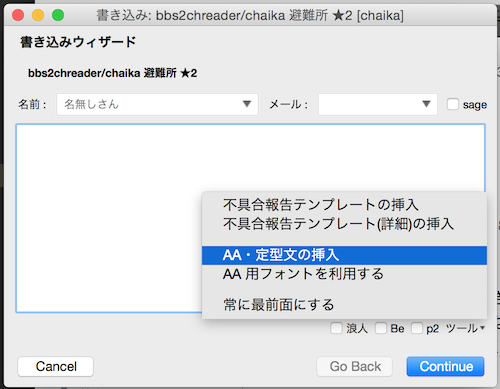 書き込み: bbs2chreader/chaika 避難所 ★2 [chaika]
書き込みウィザード
bbs2chreader/chaika 避難所 ★2
名前 : 名無しさん メール : sage
不具合報告テンプレートの挿入
不具合報告テンプレート(詳細)の挿入
AA・定型文の挿入
AA 用フォントを利用する
常に最前面にする
浪人 Be p2 ツール
Cancel Go Back Continue